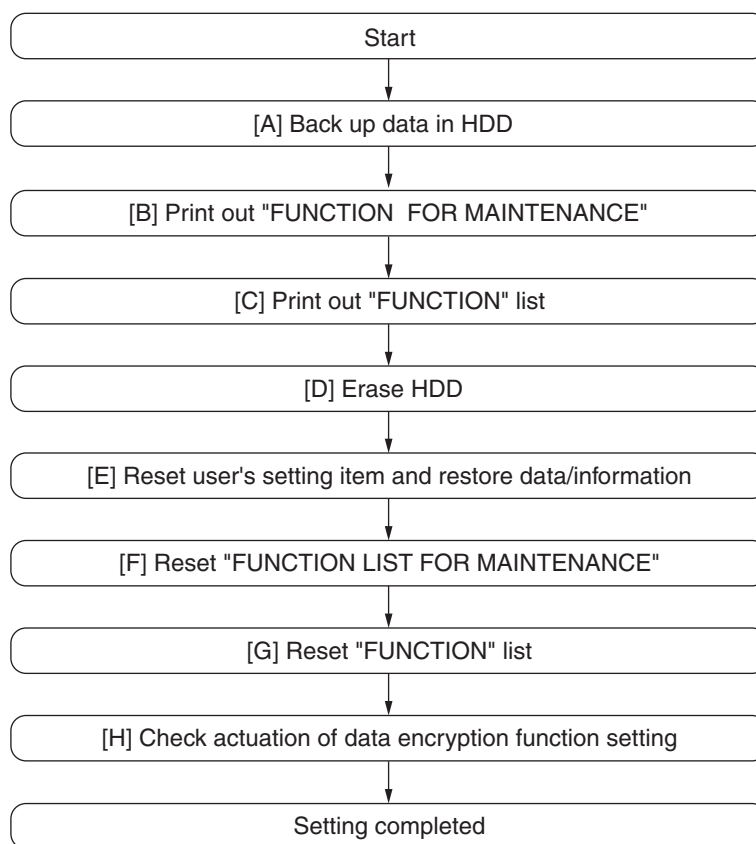 Start
[A] Back up data in HDD
[B] Print out "FUNCTION  FOR MAINTENANCE"
[C] Print out "FUNCTION" list
[D] Erase HDD
[E] Reset user's setting item and restore data/information
[F] Reset "FUNCTION LIST FOR MAINTENANCE"
[G] Reset "FUNCTION" list
[H] Check actuation of data encryption function setting
Setting completed